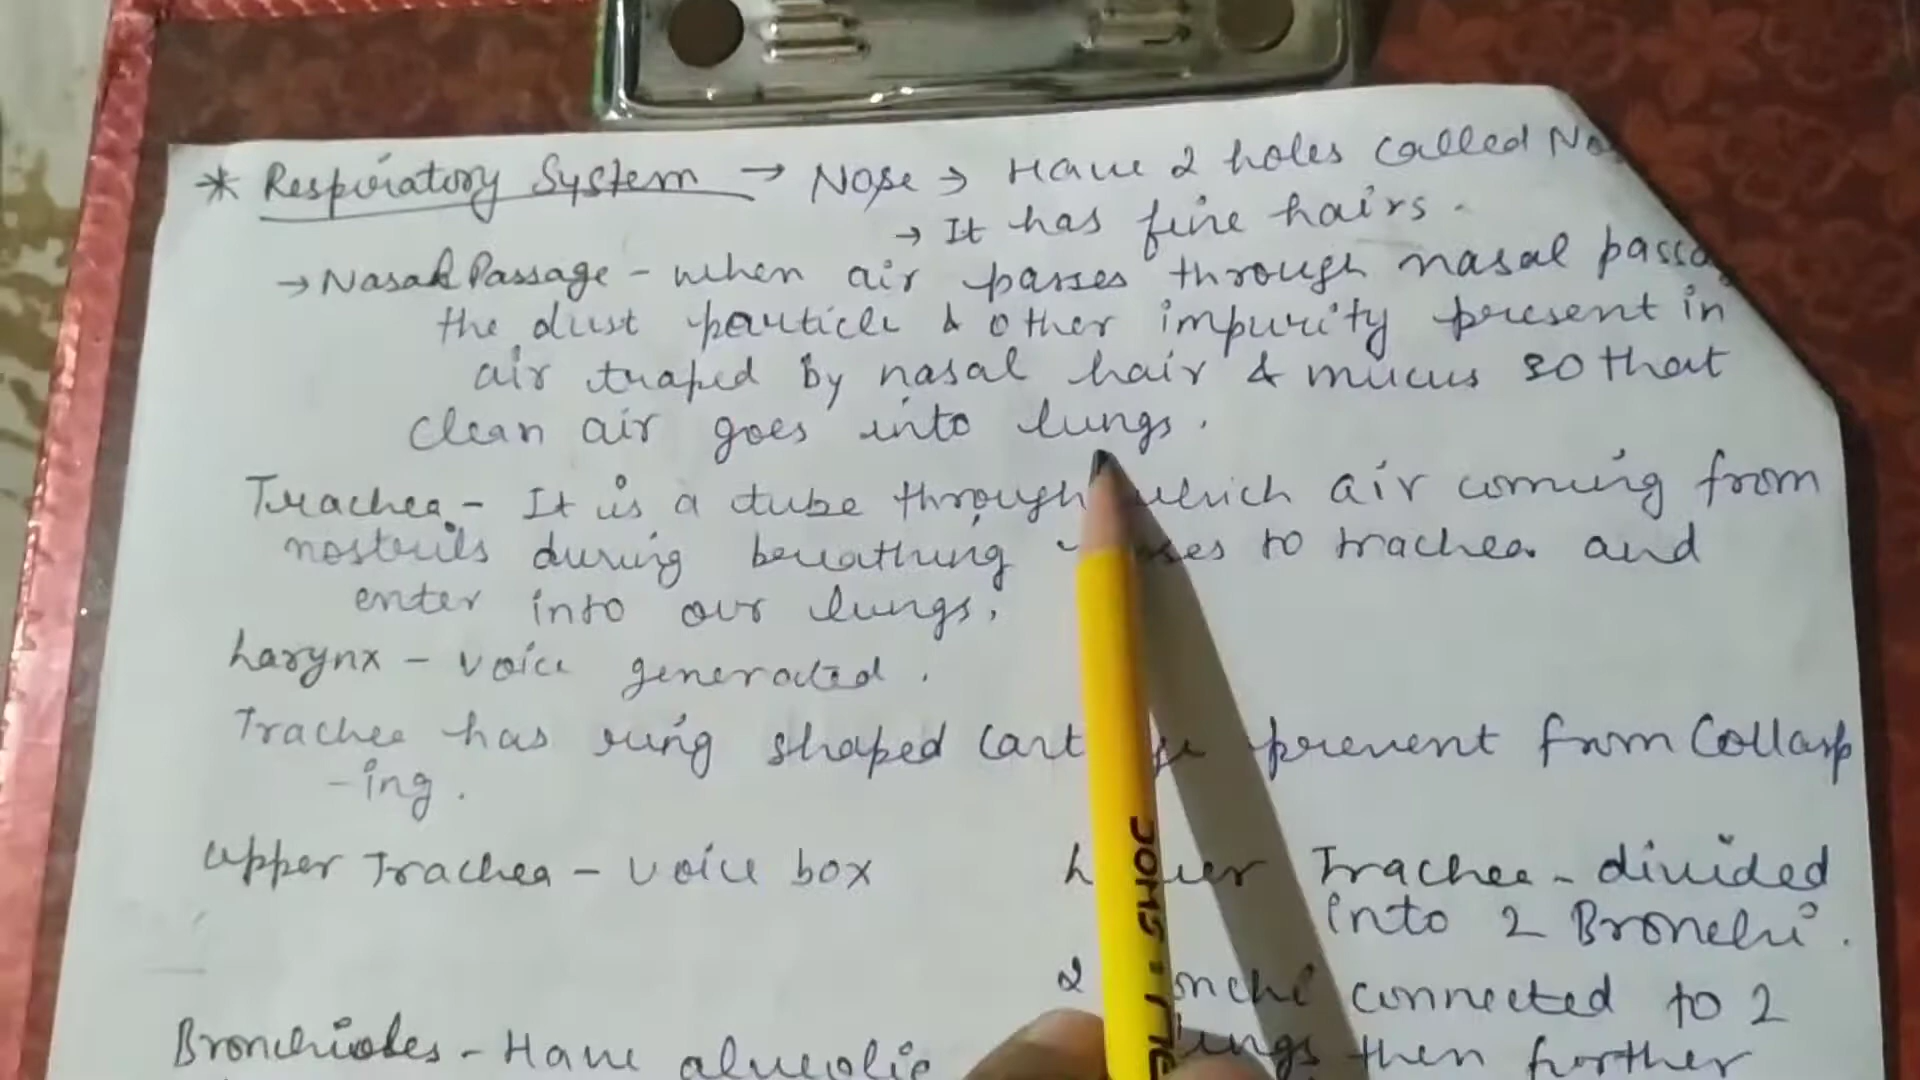 * Respiratory System → Nose → Have 2 holes called
→ It has fine hairs.
→ Nasal Passage - when air passes through nasal
the dust particle & other impurity present in
air traped by nasal hair & mucus so that
clean air goes into lungs.
Trachea - It is a tube through which air coming from
nostrils during breathing to trachea and
enter into our lungs.
Larynx - voice generated.
Trachea has ring shaped prevent from Collasp
-ing.
Upper Trachea - voice box
Trachea - divided
into 2 Bronchi.
2 connected to 2
Bronchioles - Have alveolie
then further